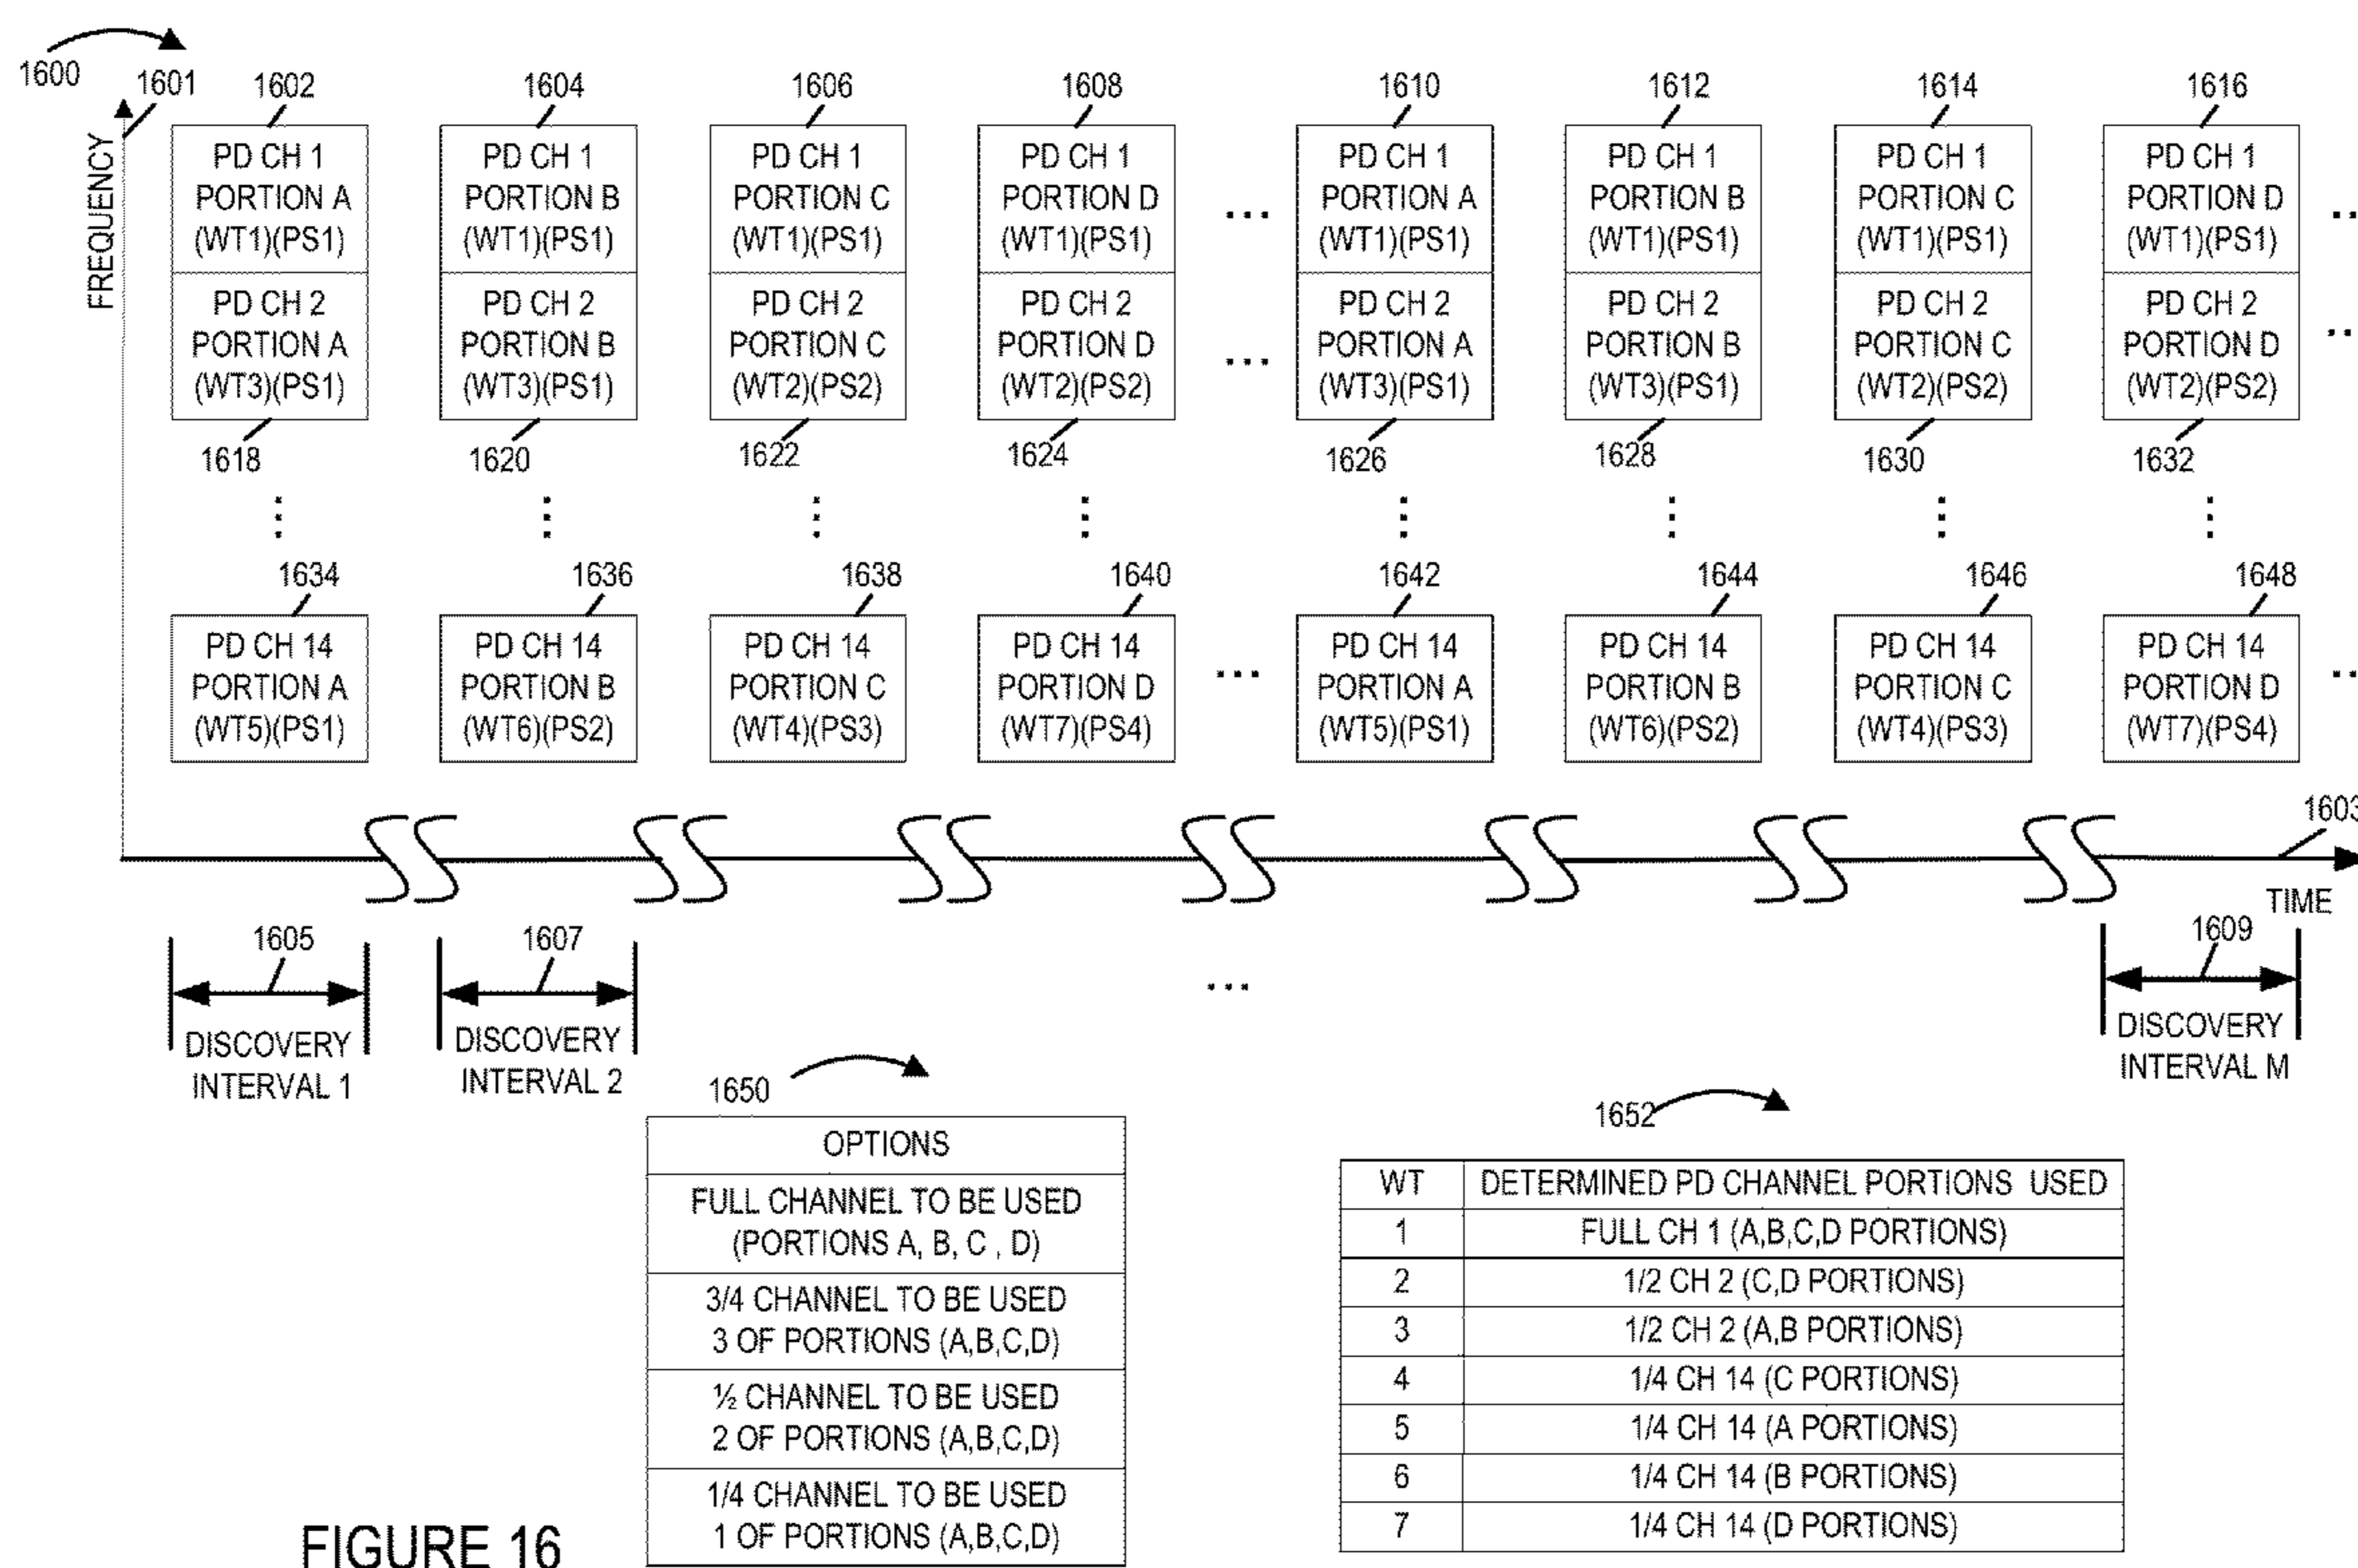 1600
1601
1602
1604
1606
1608
1610
1612
1614
1616
FREQUENCY
PD CH 1
PORTION A
(WT1)(PS1)
PD CH 1
PORTION B
(WT1)(PS1)
PD CH 1
PORTION C
(WT1)(PS1)
PD CH 1
PORTION D
(WT1)(PS1)
...
PD CH 1
PORTION A
(WT1)(PS1)
PD CH 1
PORTION B
(WT1)(PS1)
PD CH 1
PORTION C
(WT1)(PS1)
PD CH 1
PORTION D
(WT1)(PS1)
PD CH 2
PORTION A
(WT3)(PS1)
PD CH 2
PORTION B
(WT3)(PS1)
PD CH 2
PORTION C
(WT2)(PS2)
PD CH 2
PORTION D
(WT2)(PS2)
...
PD CH 2
PORTION A
(WT3)(PS1)
PD CH 2
PORTION B
(WT3)(PS1)
PD CH 2
PORTION C
(WT2)(PS2)
PD CH 2
PORTION D
(WT2)(PS2)
1618
1620
1622
1624
1626
1628
1630
1632
1634
1636
1638
1640
1642
1644
1646
1648
PD CH 14
PORTION A
(WT5)(PS1)
PD CH 14
PORTION B
(WT6)(PS2)
PD CH 14
PORTION C
(WT4)(PS3)
PD CH 14
PORTION D
(WT7)(PS4)
...
PD CH 14
PORTION A
(WT5)(PS1)
PD CH 14
PORTION B
(WT6)(PS2)
PD CH 14
PORTION C
(WT4)(PS3)
PD CH 14
PORTION D
(WT7)(PS4)
1603
TIME
1605
DISCOVERY
INTERVAL 1
1607
DISCOVERY
INTERVAL 2
...
1609
DISCOVERY
INTERVAL M
1650
OPTIONS
FULL CHANNEL TO BE USED
(PORTIONS A, B, C , D)
3/4 CHANNEL TO BE USED
3 OF PORTIONS (A,B,C,D)
½ CHANNEL TO BE USED
2 OF PORTIONS (A,B,C,D)
1/4 CHANNEL TO BE USED
1 OF PORTIONS (A,B,C,D)
1652
WT DETERMINED PD CHANNEL PORTIONS USED
1 FULL CH 1 (A,B,C,D PORTIONS)
2 1/2 CH 2 (C,D PORTIONS)
3 1/2 CH 2 (A,B PORTIONS)
4 1/4 CH 14 (C PORTIONS)
5 1/4 CH 14 (A PORTIONS)
6 1/4 CH 14 (B PORTIONS)
7 1/4 CH 14 (D PORTIONS)
FIGURE 16